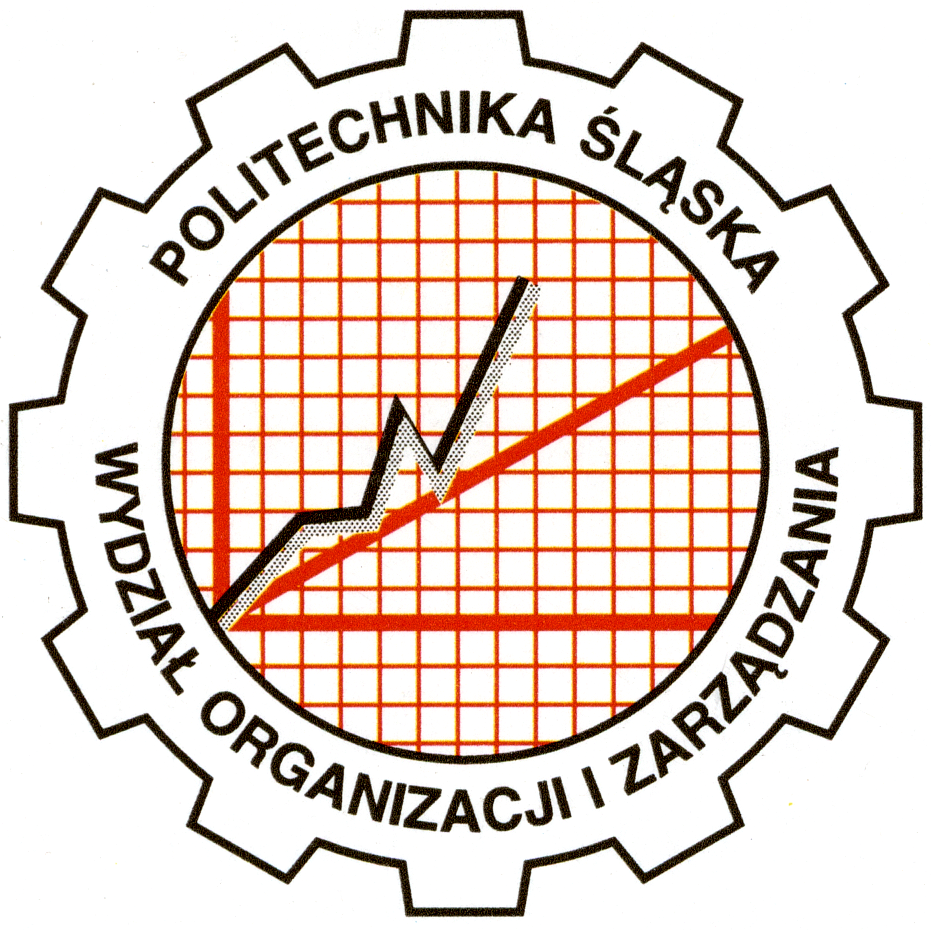 POLITECHNIKA ŚLĄSKA
WYDZIAŁ ORGANIZACJI I ZARZĄDZANIA